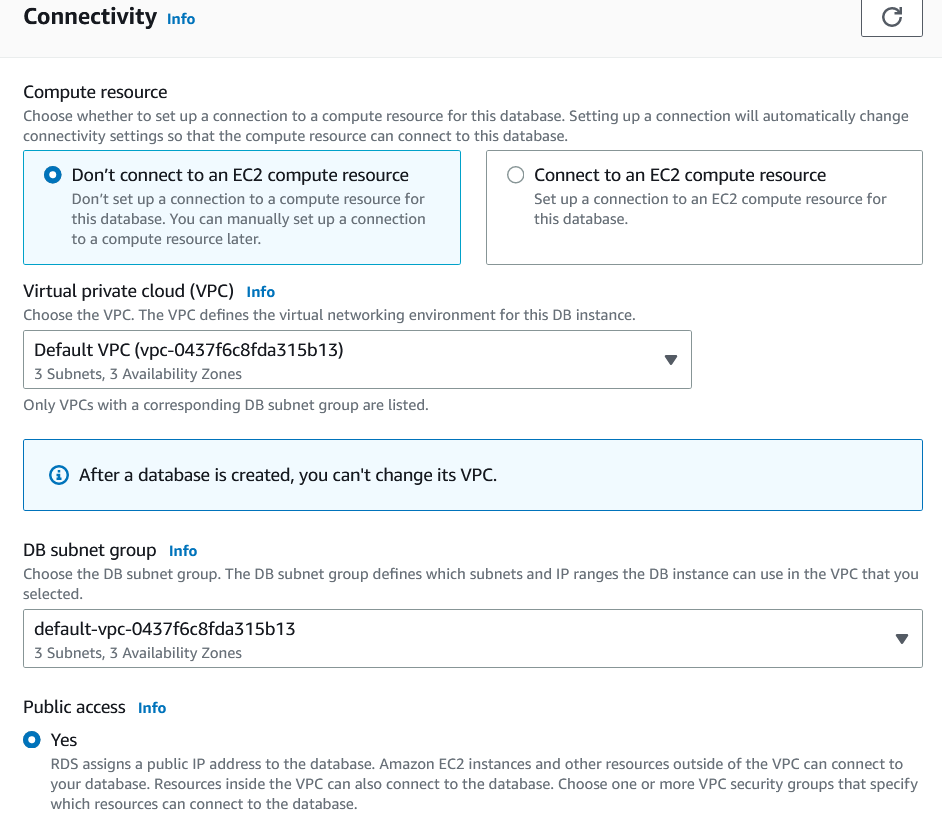 Connectivity Info
Compute resource
Choose whether to set up a connection to a compute resource for this database. Setting up a connection will automatically change
connectivity settings so that the compute resource can connect to this database.
Don’t connect to an EC2 compute resource
Don’t set up a connection to a compute resource for
this database. You can manually set up a connection
to a compute resource later.
Connect to an EC2 compute resource
Set up a connection to an EC2 compute resource for
this database.
Virtual private cloud (VPC) Info
Choose the VPC. The VPC defines the virtual networking environment for this DB instance.
Default VPC (vpc-0437f6c8fda315b13)
3 Subnets, 3 Availability Zones
Only VPCs with a corresponding DB subnet group are listed.
After a database is created, you can't change its VPC.
DB subnet group Info
Choose the DB subnet group. The DB subnet group defines which subnets and IP ranges the DB instance can use in the VPC that you
selected.
default-vpc-0437f6c8fda315b13
3 Subnets, 3 Availability Zones
Public access Info
Yes
RDS assigns a public IP address to the database. Amazon EC2 instances and other resources outside of the VPC can connect to
your database. Resources inside the VPC can also connect to the database. Choose one or more VPC security groups that specify
which resources can connect to the database.